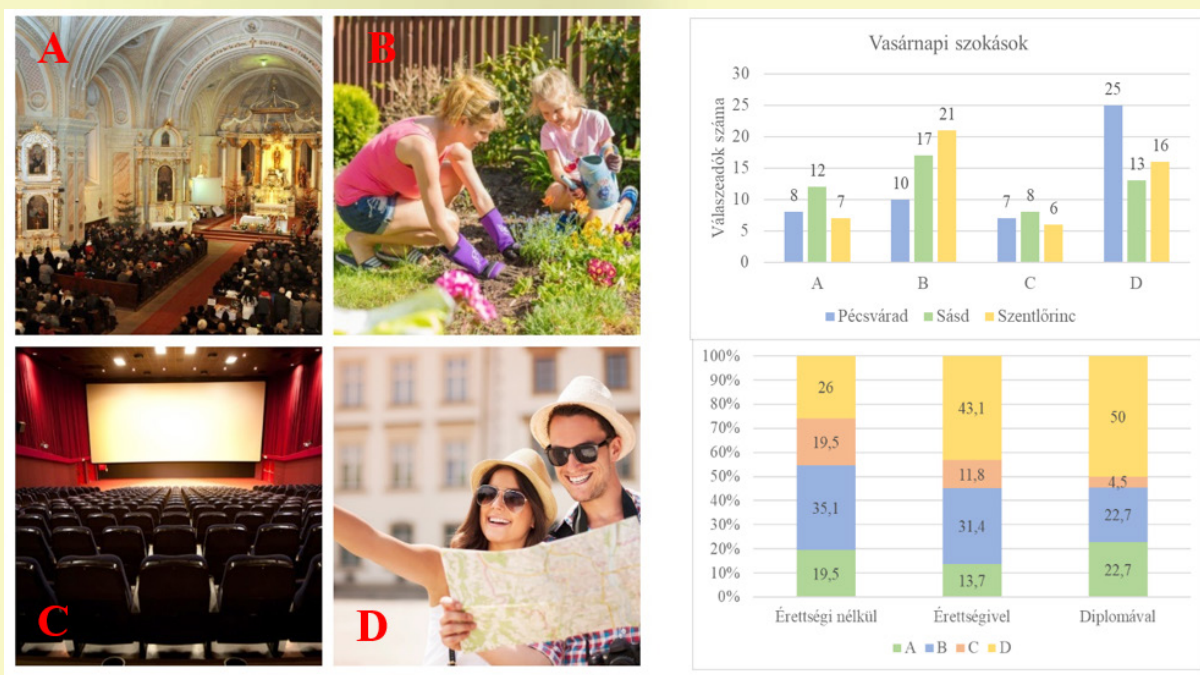 A
B
C
D
Vasárnapi szokások
Válaszeadók száma
30
25
20
15
10
5
0
8 12 7
10 17 21
7 8 6
25 13 16
A B C D
Pécsvárad Sásd Szentlőrinc
100%
90%
80%
70%
60%
50%
40%
30%
20%
10%
0%
26 43,1 50
19,5 11,8 4,5
35,1 31,4 22,7
19,5 13,7 22,7
Érettségi nélkül Érettségivel Diplomával
A B C D